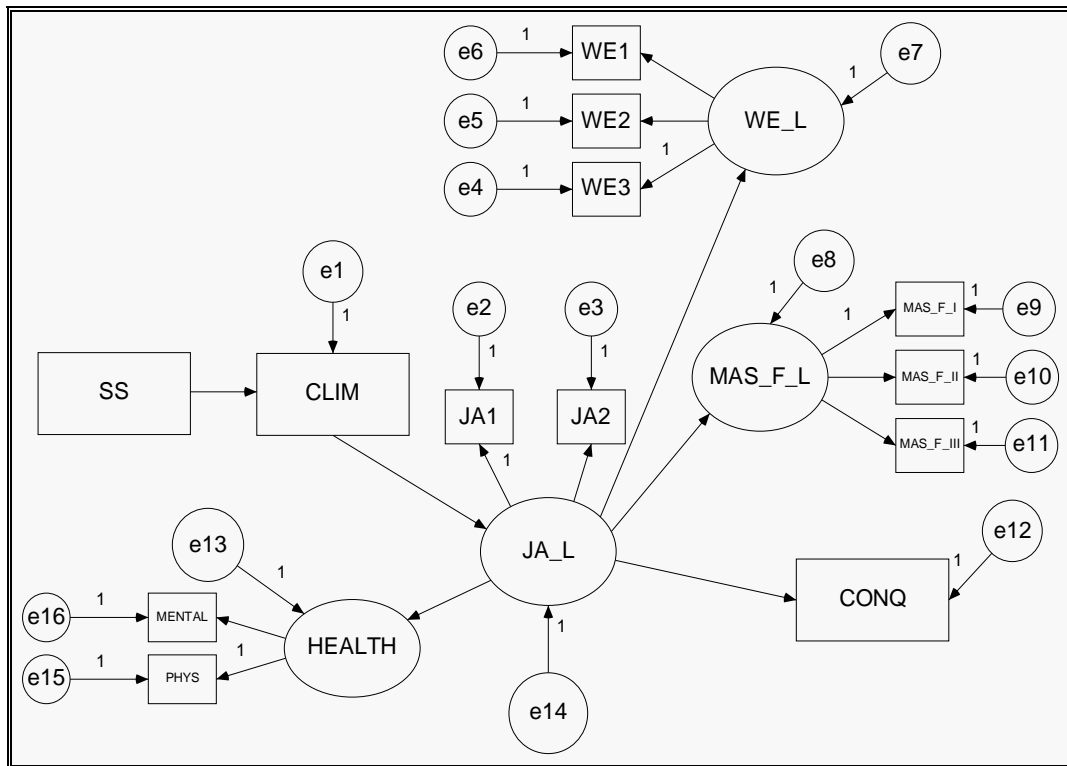 1
e6
WE1
1
e7
1
e5
WE2
WE_L
1
1
e4
WE3
e8
e1
1
1
1
e2
e3
MAS_F_I
e9
1
1
1
1
SS
CLIM
MAS_F_L
MAS_F_II
e10
JA1
JA2
1
MAS_F_III
e11
1
e12
e13
JA_L
1
1
CONQ
1
e16
MENTAL
1
HEALTH
1
1
e15
PHYS
e14